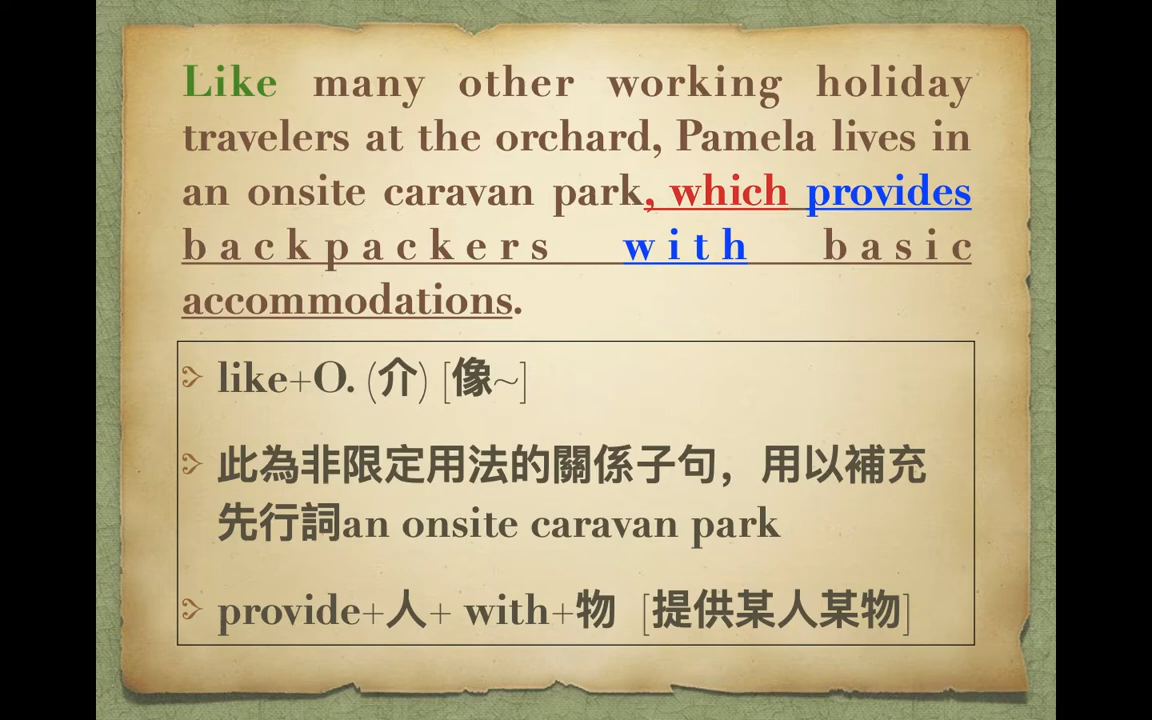 Like many other working holiday
travelers at the orchard, Pamela lives in
an onsite caravan park, which provides
backpackers with basic
accommodations.
like+O. (介) [像~]
此為非限定用法的關係子句，用以補充
先行詞an onsite caravan park
provide+人+ with+物 [提供某人某物]